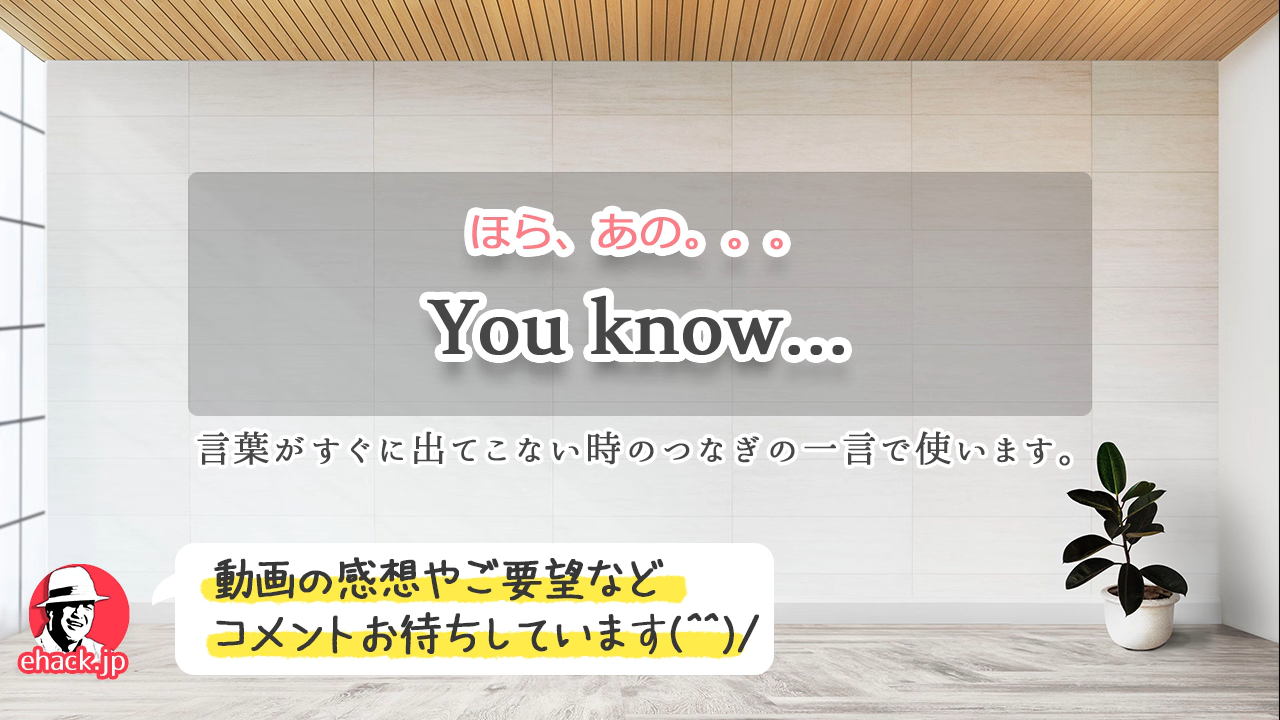 ほら、あの。。。
You know...
言葉がすぐに出てこない時のつなぎの一言で使います。
動画の感想やご要望など
コメントお待ちしています(^^)/
ehack.jp